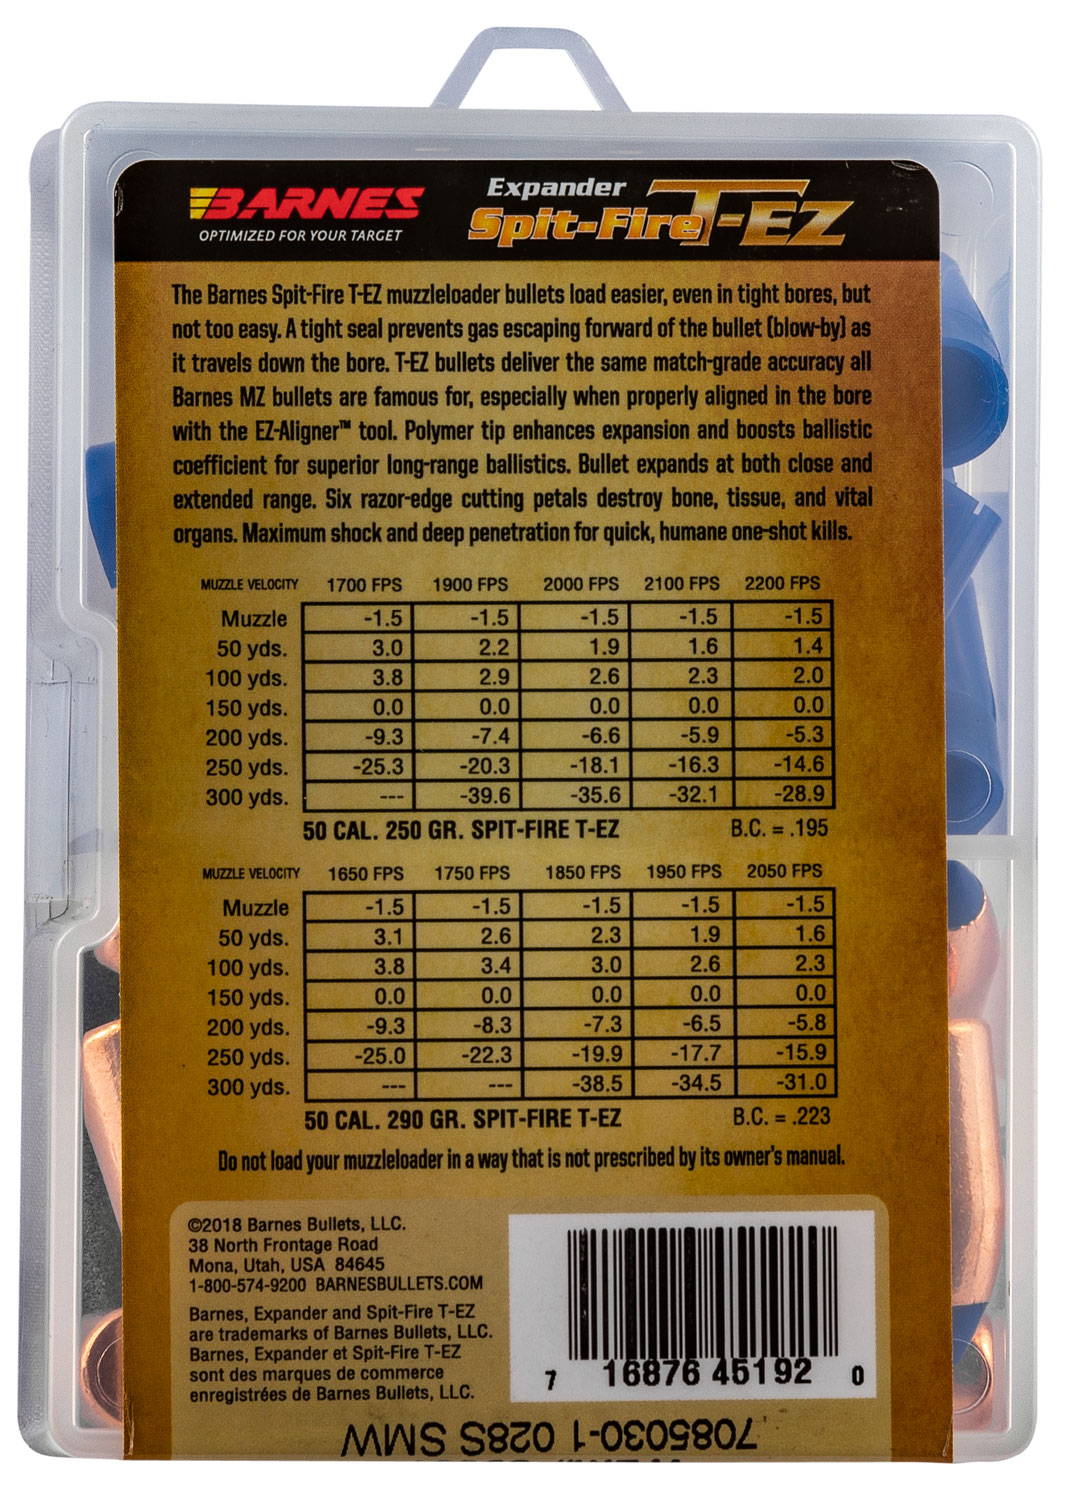 BARNES
OPTIMIZED FOR YOUR TARGET
Expander
Spit-Fire T-EZ
The Barnes Spit-Fire T-EZ muzzleloader bullets load easier, even in tight bores, but
not too easy. A tight seal prevents gas escaping forward of the bullet (blow-by) as
it travels down the bore. T-EZ bullets deliver the same match-grade accuracy all
Barnes MZ bullets are famous for, especially when properly aligned in the bore
with the EZ-Aligner™ tool. Polymer tip enhances expansion and boosts ballistic
coefficient for superior long-range ballistics. Bullet expands at both close and
extended range. Six razor-edge cutting petals destroy bone, tissue, and vital
organs. Maximum shock and deep penetration for quick, humane one-shot kills.
MUZZLE VELOCITY 1700 FPS 1900 FPS 2000 FPS 2100 FPS 2200 FPS
Muzzle -1.5 -1.5 -1.5 -1.5 -1.5
50 yds. 3.0 2.2 1.9 1.6 1.4
100 yds. 3.8 2.9 2.6 2.3 2.0
150 yds. 0.0 0.0 0.0 0.0 0.0
200 yds. -9.3 -7.4 -6.6 -5.9 -5.3
250 yds. -25.3 -20.3 -18.1 -16.3 -14.6
300 yds. --- -39.6 -35.6 -32.1 -28.9
50 CAL. 250 GR. SPIT-FIRE T-EZ B.C. = .195
MUZZLE VELOCITY 1650 FPS 1750 FPS 1850 FPS 1950 FPS 2050 FPS
Muzzle -1.5 -1.5 -1.5 -1.5 -1.5
50 yds. 3.1 2.6 2.3 1.9 1.6
100 yds. 3.8 3.4 3.0 2.6 2.3
150 yds. 0.0 0.0 0.0 0.0 0.0
200 yds. -9.3 -8.3 -7.3 -6.5 -5.8
250 yds. -25.0 -22.3 -19.9 -17.7 -15.9
300 yds. --- --- -38.5 -34.5 -31.0
50 CAL. 290 GR. SPIT-FIRE T-EZ B.C. = .223
Do not load your muzzleloader in a way that is not prescribed by its owner's manual.
©2018 Barnes Bullets, LLC.
38 North Frontage Road
Mona, Utah, USA 84645
1-800-574-9200 BARNESBULLETS.COM
Barnes, Expander and Spit-Fire T-EZ
are trademarks of Barnes Bullets, LLC.
Barnes, Expander et Spit-Fire T-EZ
sont des marques de commerce
enregistrées de Barnes Bullets, LLC.
7 16876 45192 0
7085030-1 028S SMW